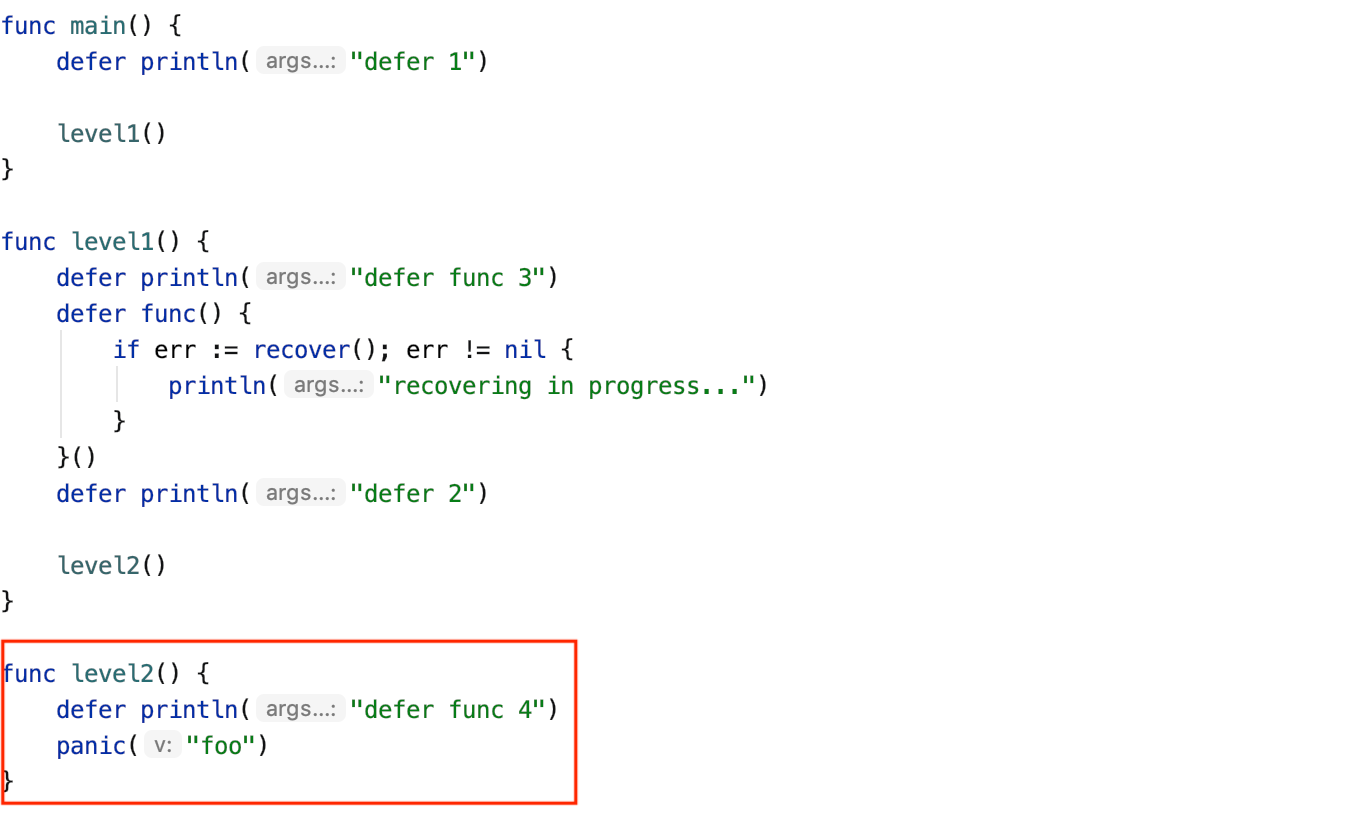 func main() {
    defer println( args...: "defer 1")

    level1()
}

func level1() {
    defer println( args...: "defer func 3")
    defer func() {
        if err := recover(); err != nil {
            println( args...: "recovering in progress...")
        }
    }()
    defer println( args...: "defer 2")

    level2()
}

func level2() {
    defer println( args...: "defer func 4")
    panic( v: "foo")
}